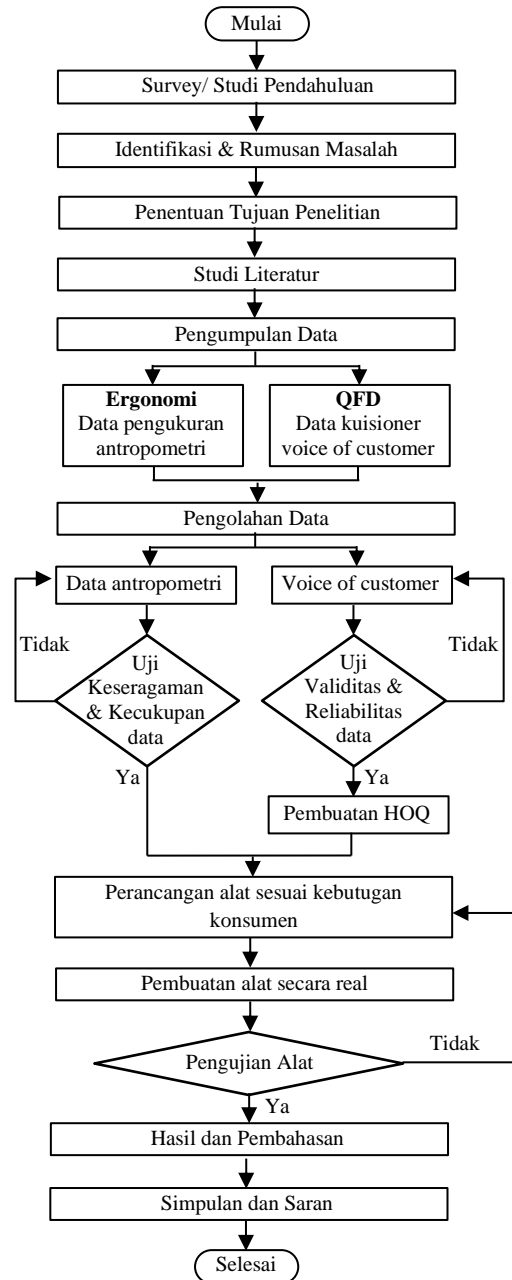 Mulai
Survey/ Studi Pendahuluan
Identifikasi & Rumusan Masalah
Penentuan Tujuan Penelitian
Studi Literatur
Pengumpulan Data
Ergonomi
Data pengukuran
antropometri
QFD
Data kuisioner
voice of customer
Pengolahan Data
Data antropometri
Voice of customer
Tidak
Uji
Keseragaman
& Kecukupan
data
Uji
Validitas &
Reliabilitas
data
Tidak
Ya
Ya
Pembuatan HOQ
Perancangan alat sesuai kebutugan
konsumen
Pembuatan alat secara real
Pengujian Alat
Tidak
Ya
Hasil dan Pembahasan
Simpulan dan Saran
Selesai